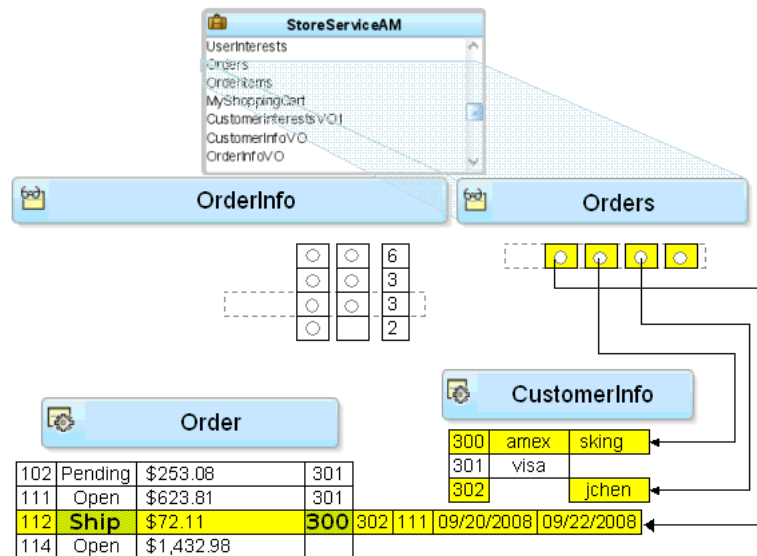 StoreServiceAM
UserInterests
Orders
OrderItems
MyShoppingCart
CustomerInterestsVO1
CustomerInfoVO
OrderInfoVO
OrderInfo
Orders
6
3
3
2
CustomerInfo
300 amex sking
301 visa
302 jchen
Order
102 Pending $253.08 301
111 Open $623.81 301
112 Ship $72.11 300 302 111 09/20/2008 09/22/2008
114 Open $1,432.98